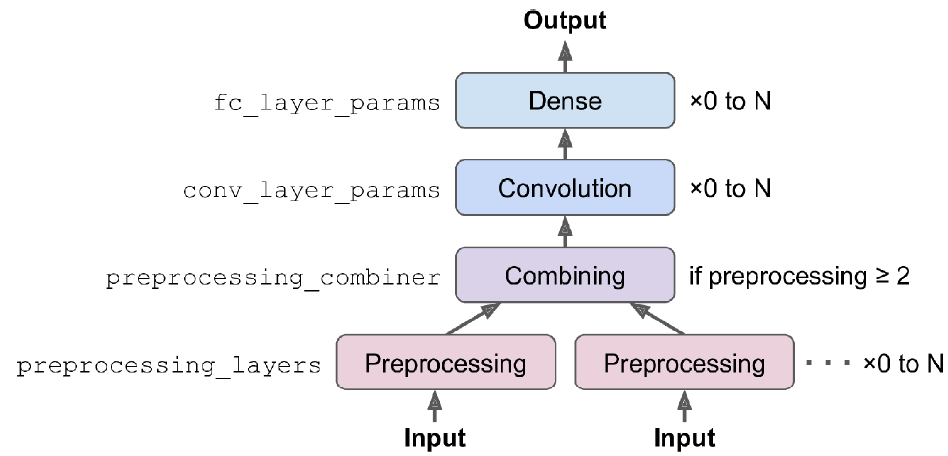 Output
fc_layer_params Dense ×0 to N
conv_layer_params Convolution ×0 to N
preprocessing_combiner Combining if preprocessing ≥ 2
preprocessing_layers Preprocessing Preprocessing · · · ×0 to N
Input Input